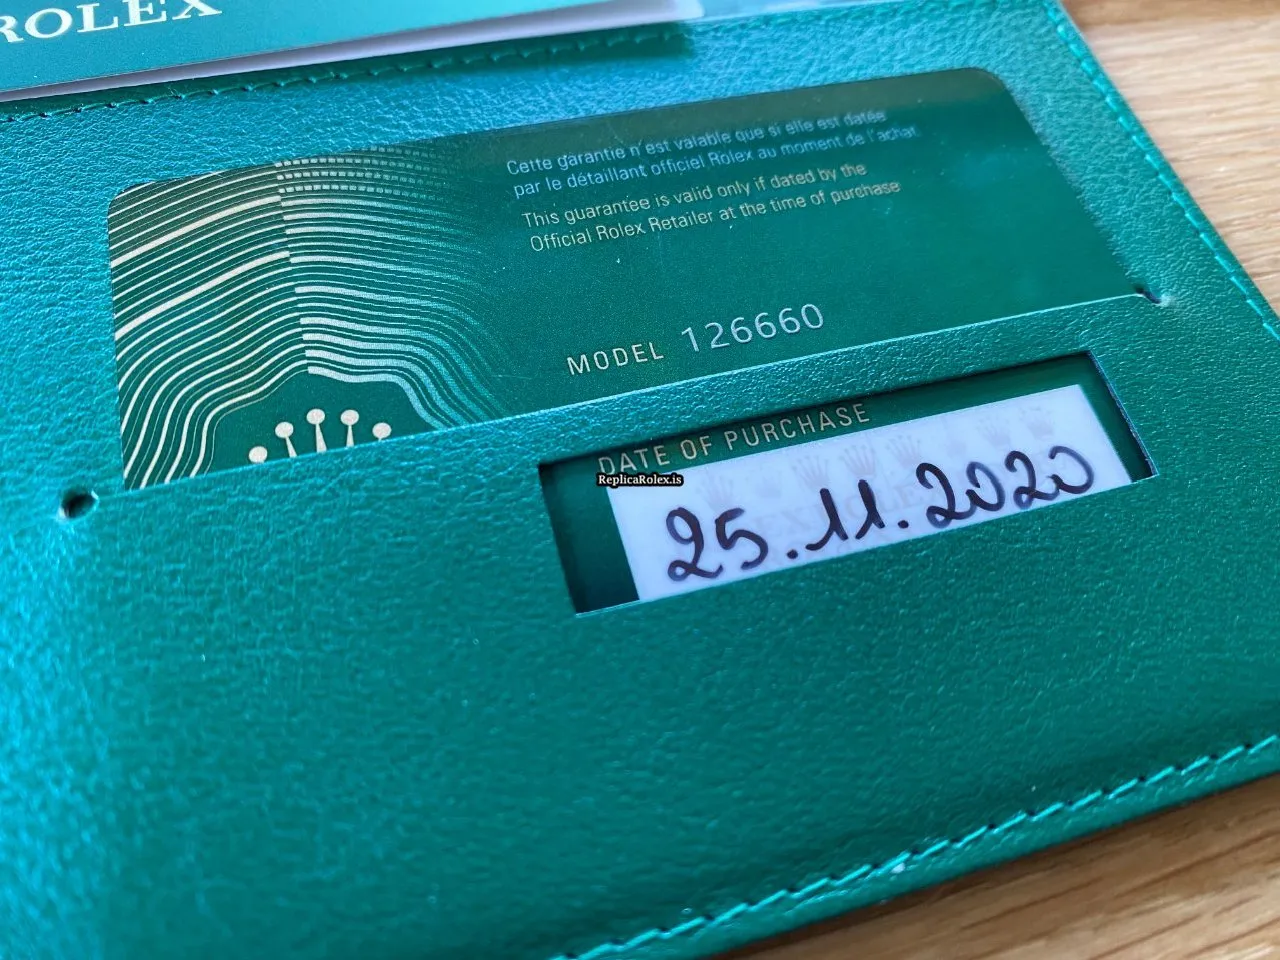 ROLEX
Cette garantie n'est valable que si elle est datée
par le détaillant officiel Rolex au moment de l'achat
This guarantee is valid only if dated by the
Official Rolex Retailer at the time of purchase
MODEL 126660
DATE OF PURCHASE
ReplicaRolex.is
25.11.2020